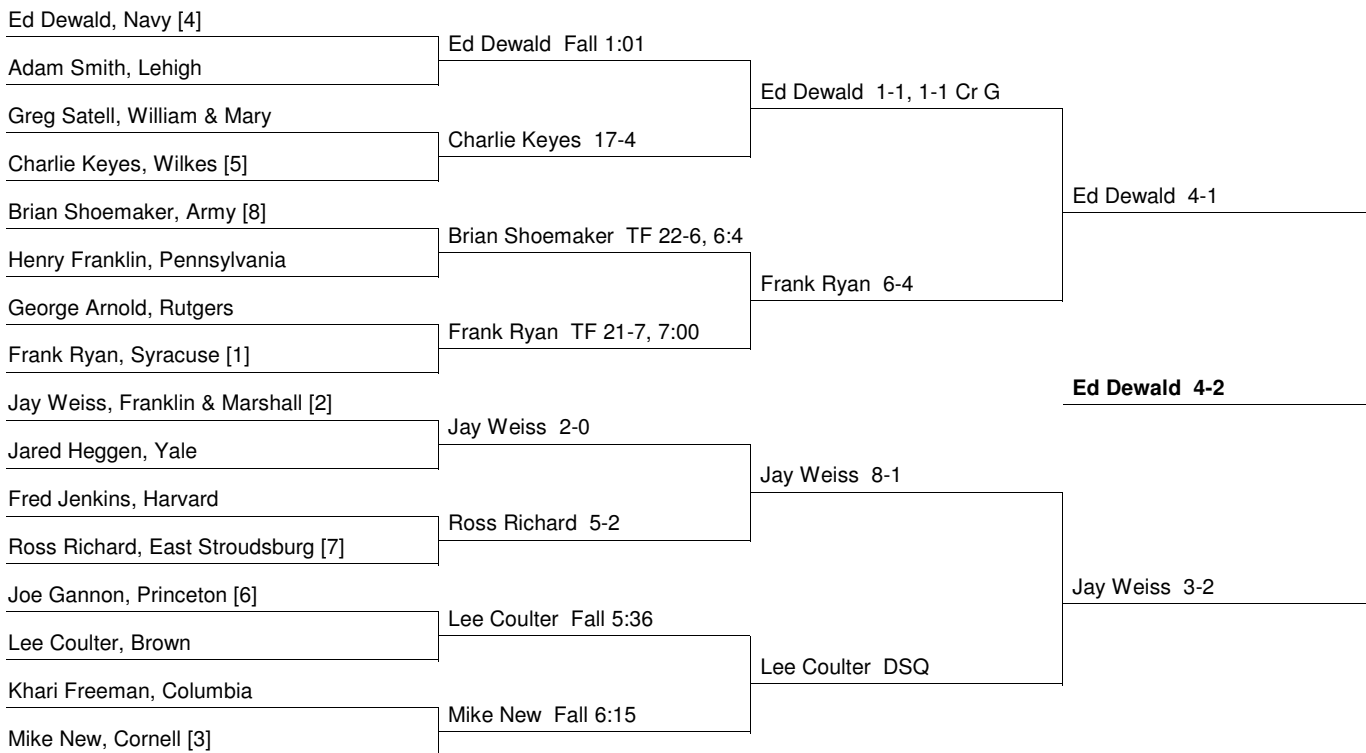 Ed Dewald, Navy [4]
Ed Dewald  Fall 1:01
Adam Smith, Lehigh
Ed Dewald  1-1, 1-1 Cr G
Greg Satell, William & Mary
Charlie Keyes  17-4
Charlie Keyes, Wilkes [5]
Ed Dewald  4-1
Brian Shoemaker, Army [8]
Brian Shoemaker  TF 22-6, 6:4
Henry Franklin, Pennsylvania
Frank Ryan  6-4
George Arnold, Rutgers
Frank Ryan  TF 21-7, 7:00
Frank Ryan, Syracuse [1]
Ed Dewald  4-2
Jay Weiss, Franklin & Marshall [2]
Jay Weiss  2-0
Jared Heggen, Yale
Jay Weiss  8-1
Fred Jenkins, Harvard
Ross Richard  5-2
Ross Richard, East Stroudsburg [7]
Jay Weiss  3-2
Joe Gannon, Princeton [6]
Lee Coulter  Fall 5:36
Lee Coulter, Brown
Lee Coulter  DSQ
Khari Freeman, Columbia
Mike New  Fall 6:15
Mike New, Cornell [3]